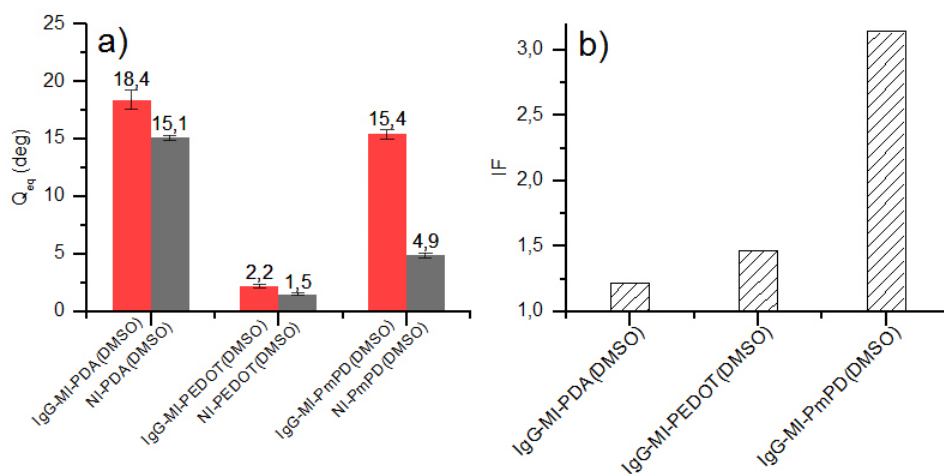 a)
25
20
15
10
5
0
Qeq (deg)
18,4
15,1
2,2
1,5
15,4
4,9
IgG-MI-PDA(DMSO)
NI-PDA(DMSO)
IgG-MI-PEDOT(DMSO)
NI-PEDOT(DMSO)
IgG-MI-PmPD(DMSO)
NI-PmPD(DMSO)
b)
3,0
2,5
2,0
1,5
1,0
IF
IgG-MI-PDA(DMSO)
IgG-MI-PEDOT(DMSO)
IgG-MI-PmPD(DMSO)